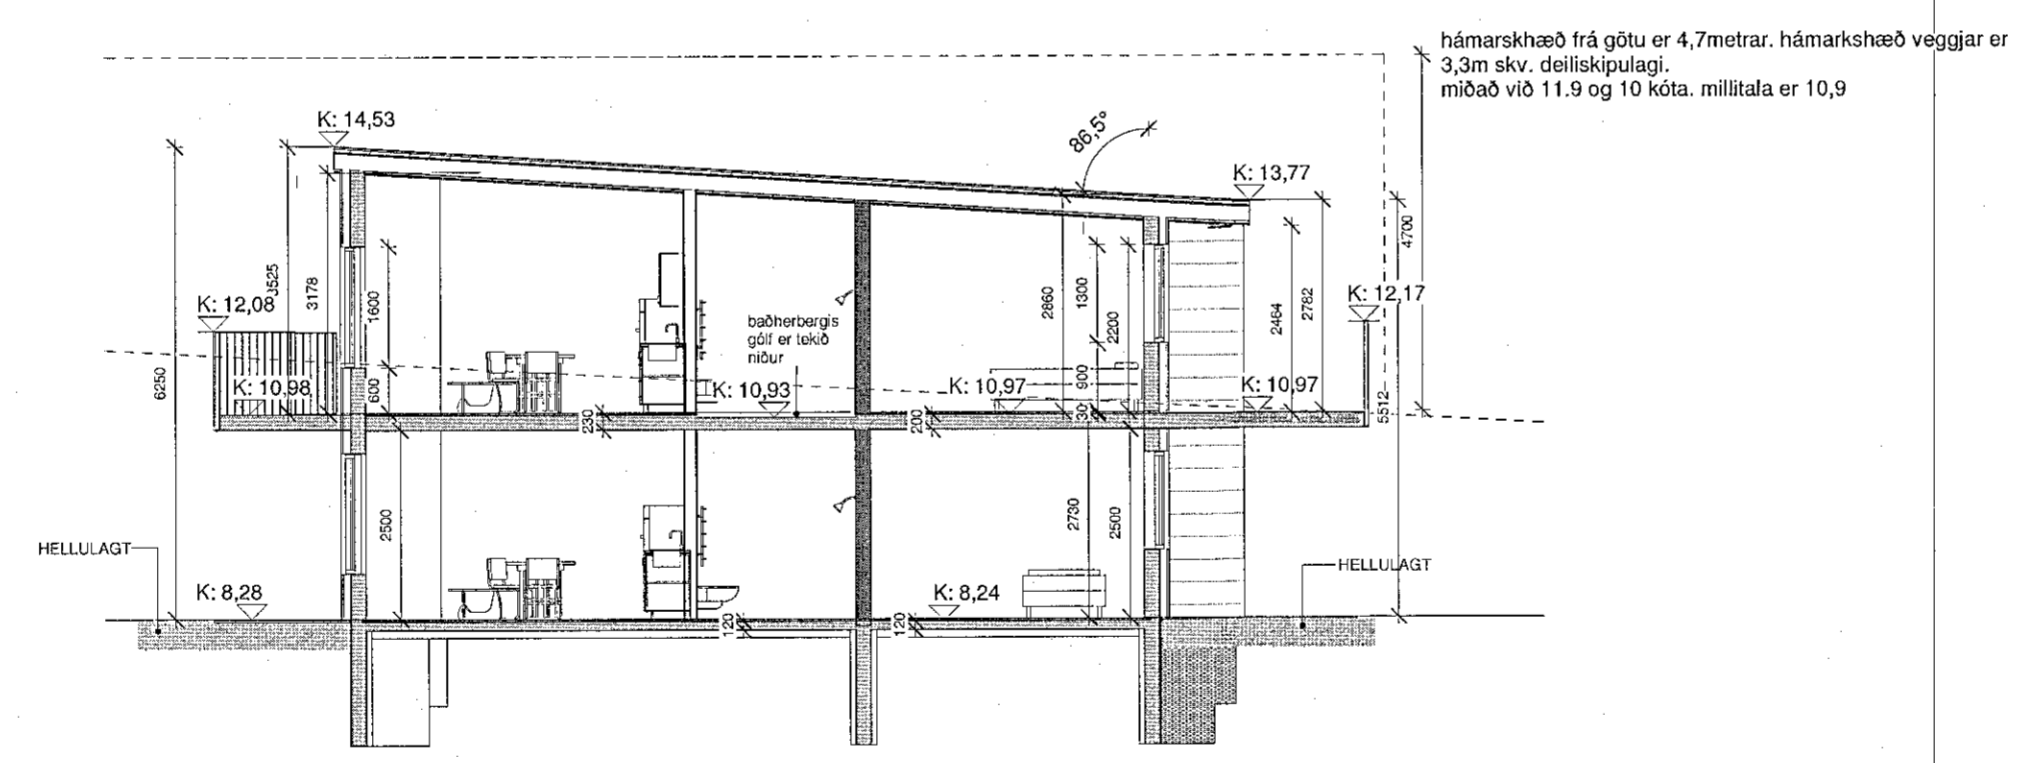 hámarskhæð frá götu er 4,7metrar. hámarkshæð veggjar er
3,3m skv. deiliskipulagi.
miðað við 11.9 og 10 kóta. millitala er 10,9
K: 14,53
86,5°
K: 13,77
4700
3525
3178
K: 12,08
1600
2860
1300
2200
2464
2782
K: 12,17
baðherbergis
gólf er tekið
niður
6250
K: 10,98
600
K: 10,93
K: 10,97
900
K: 10,97
5512
230
200
30
2500
2730
2500
HELLULAGT
HELLULAGT
K: 8,28
K: 8,24
120
120